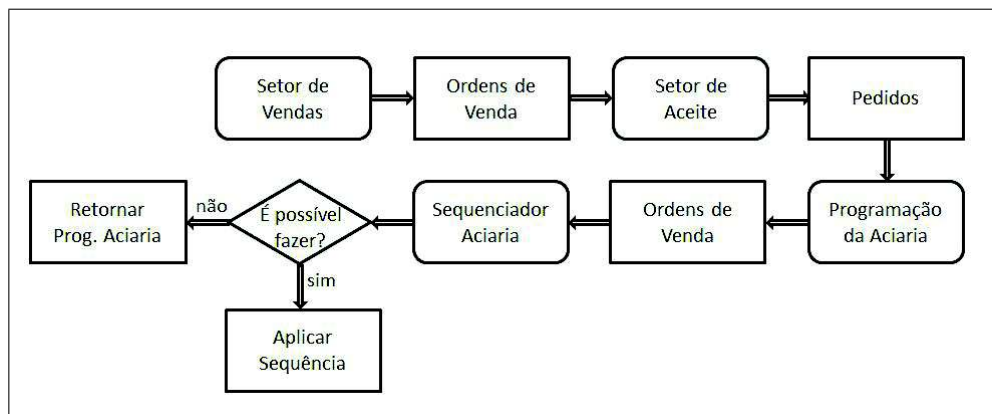 Setor de
Vendas
Ordens de
Venda
Setor de
Aceite
Pedidos
Programação
da Aciaria
Ordens de
Venda
Sequenciador
Aciaria
É possível
fazer?
não
Retornar
Prog. Aciaria
sim
Aplicar
Sequência